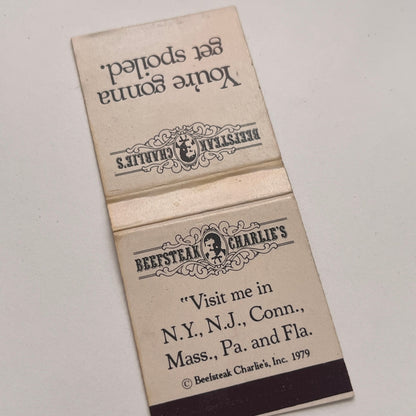 You're gonna
get spoiled.
BEEFSTEAK CHARLIE'S
BEEFSTEAK CHARLIE'S
"Visit me in
N.Y., N.J., Conn.,
Mass., Pa. and Fla.
© Beefsteak Charlie's, Inc. 1979